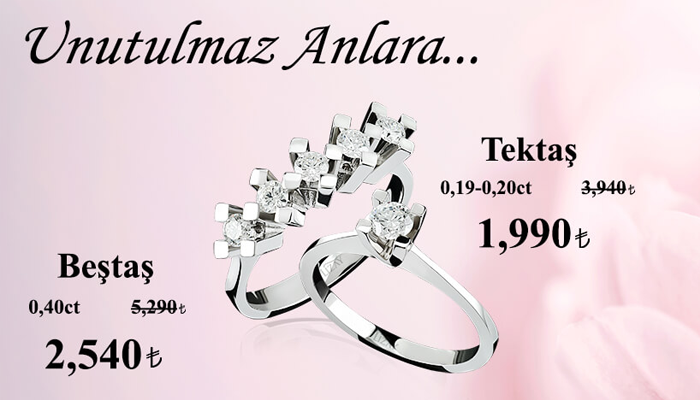 Unutulmaz Anlara...
Tektaş
0,19-0,20ct 3,940₺
1,990₺
Beştaş
0,40ct 5,290₺
2,540₺